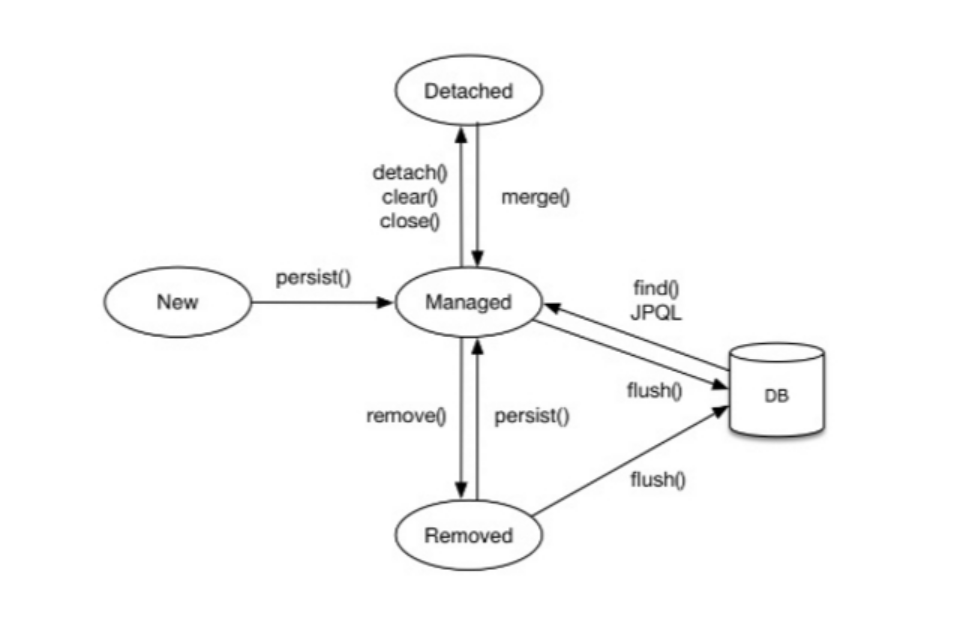 Detached
detach()
clear()
close()
merge()
New
persist()
Managed
find()
JPQL
flush()
DB
remove()
persist()
flush()
Removed